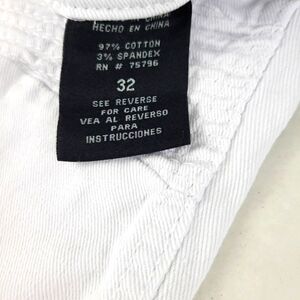 HECHO EN CHINA
97% COTTON
3% SPANDEX
RN # 75796
32
SEE REVERSE
FOR CARE
VEA AL REVERSO
PARA
INSTRUCCIONES